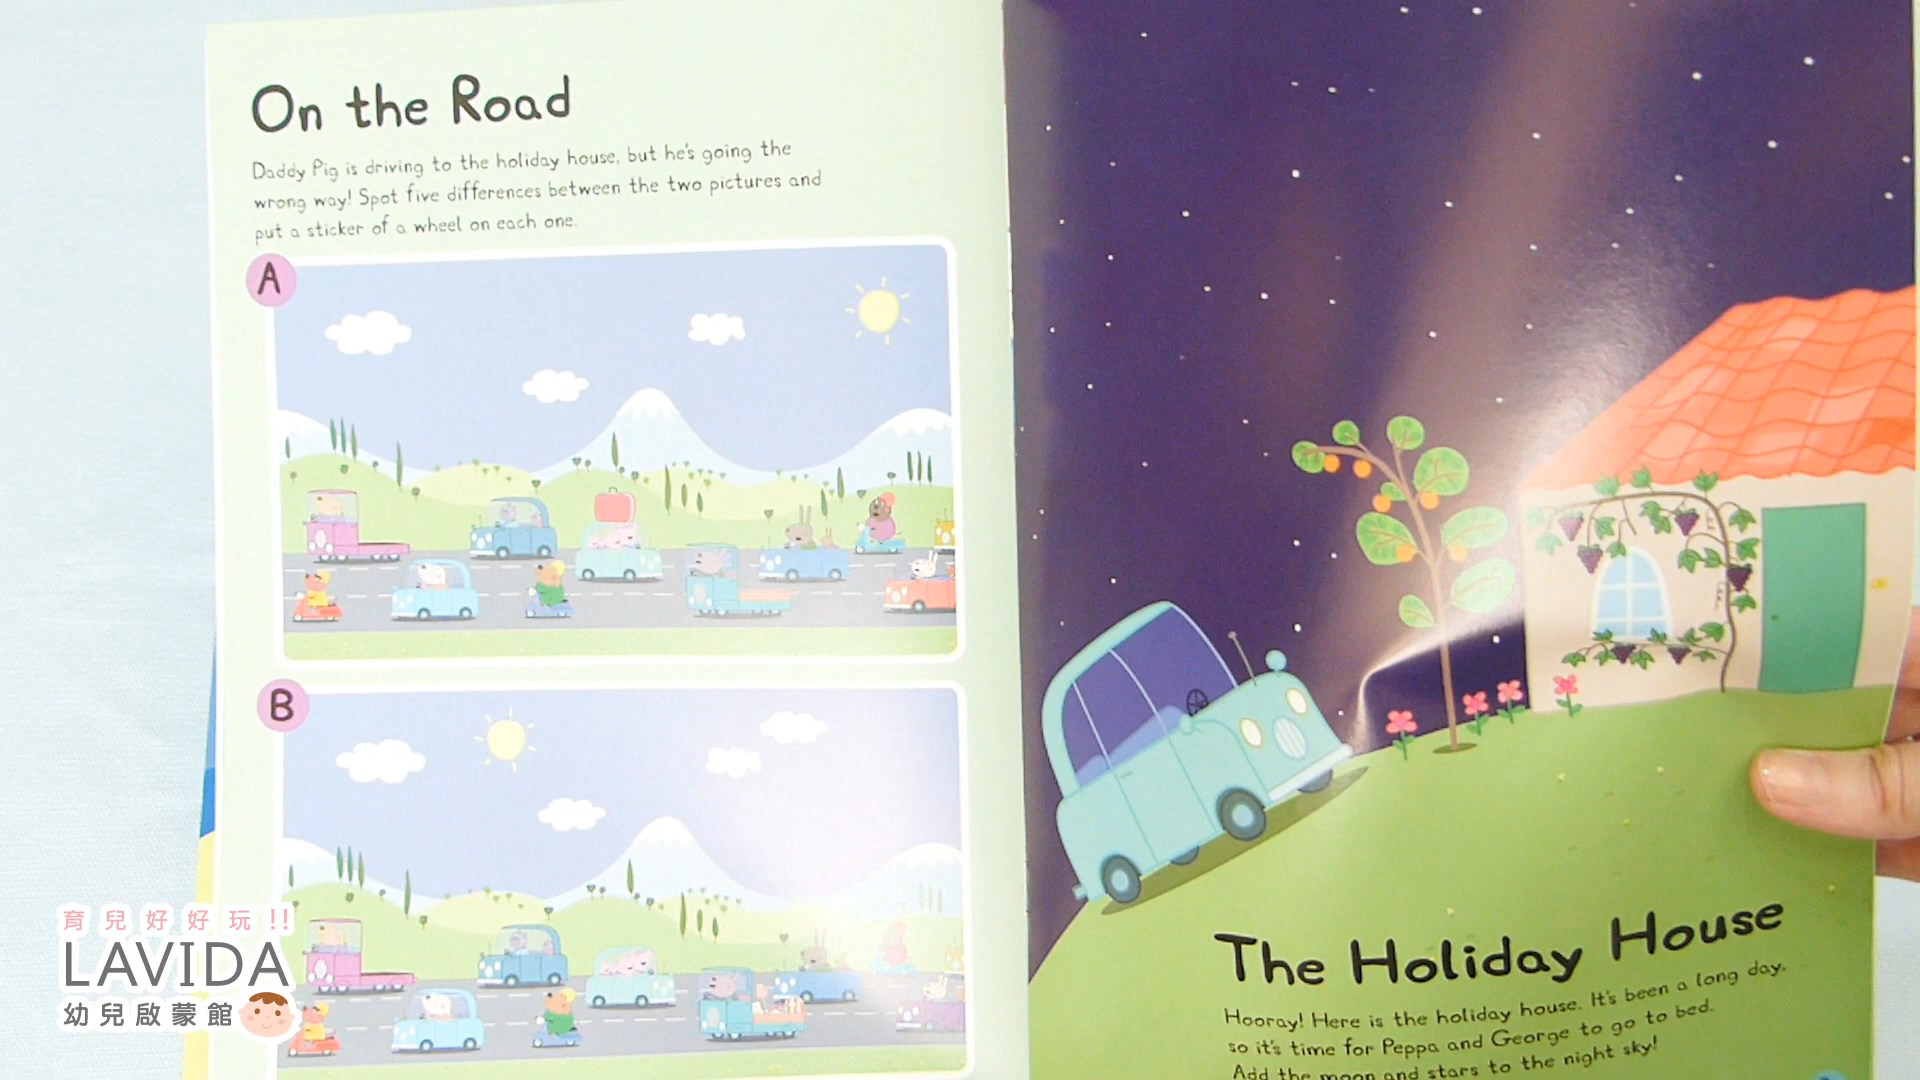 On the Road
Daddy Pig is driving to the holiday house, but he's going the
wrong way! Spot five differences between the two pictures and
put a sticker of a wheel on each one.
A
B
The Holiday House
Hooray! Here is the holiday house. It's been a long day,
so it's time for Peppa and George to go to bed.
Add the moon and stars to the night sky!
育兒好好玩!!
LAVIDA
幼兒啟蒙館